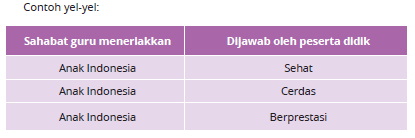 Contoh yel-yel:
Sahabat guru meneriakkan Dijawab oleh peserta didik
Anak Indonesia Sehat
Anak Indonesia Cerdas
Anak Indonesia Berprestasi